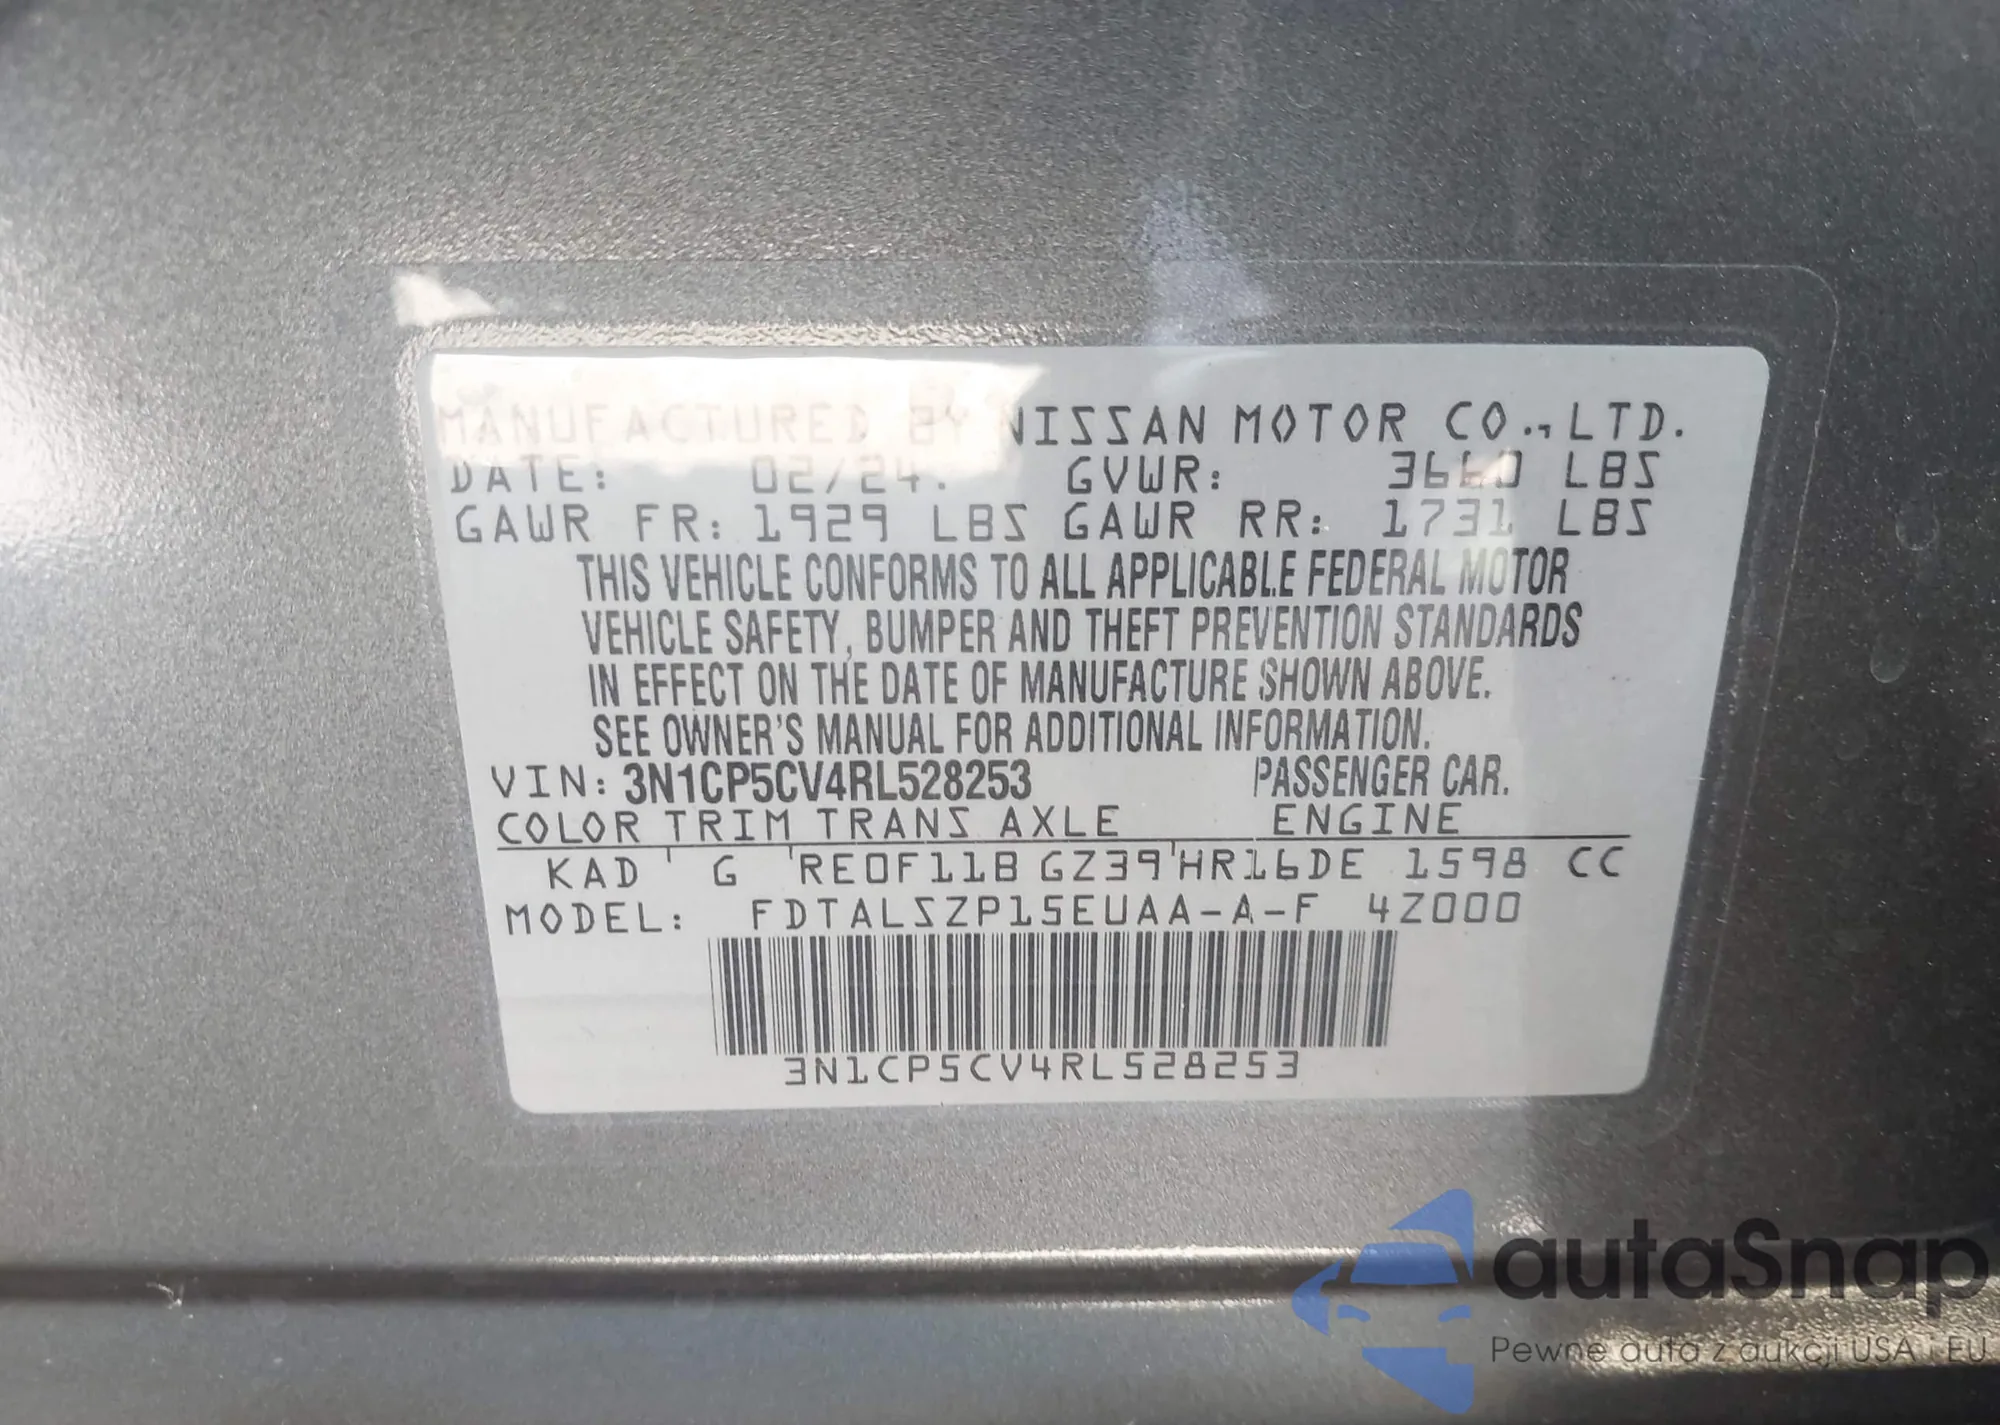 MANUFACTURED BY NISSAN MOTOR CO., LTD.
DATE: 02/24. GVWR: 3660 LBS
GAWR FR: 1929 LBS GAWR RR: 1731 LBS
THIS VEHICLE CONFORMS TO ALL APPLICABLE FEDERAL MOTOR
VEHICLE SAFETY, BUMPER AND THEFT PREVENTION STANDARDS
IN EFFECT ON THE DATE OF MANUFACTURE SHOWN ABOVE.
SEE OWNER'S MANUAL FOR ADDITIONAL INFORMATION.
VIN: 3N1CP5CV4RL528253 PASSENGER CAR.
COLOR TRIM TRANS AXLE ENGINE
KAD G RE0F11B GZ39 HR16DE 1598 CC
MODEL: FDTALSZP15EUAA-A-F 4Z000
3N1CP5CV4RL528253
autaSnap
Pewne auta z aukcji USA i EU